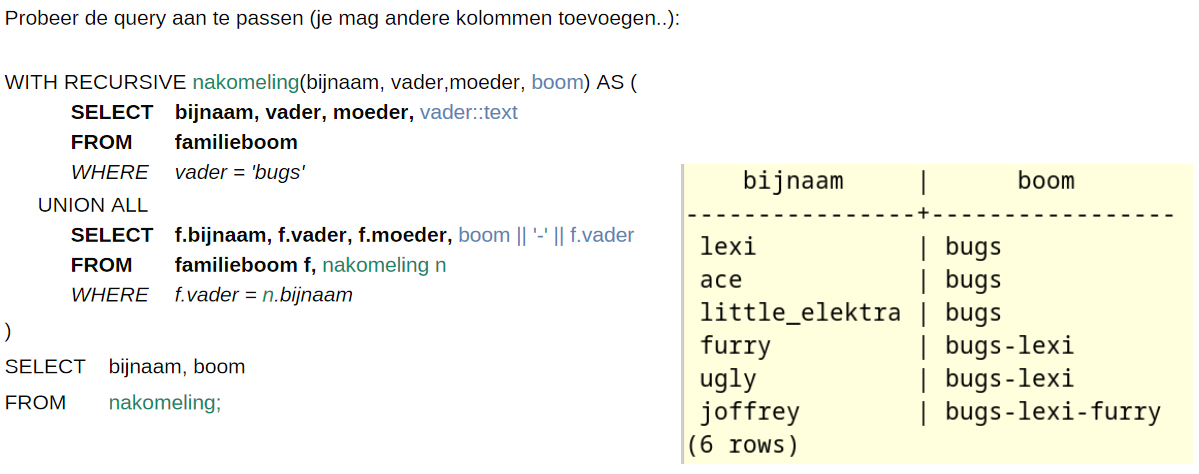 Probeer de query aan te passen (je mag andere kolommen toevoegen..):
WITH RECURSIVE nakomeling(bijnaam, vader,moeder, boom) AS (
SELECT bijnaam, vader, moeder, vader::text
FROM familieboom
WHERE vader = 'bugs'
UNION ALL
SELECT f.bijnaam, f.vader, f.moeder, boom || '-' || f.vader
FROM familieboom f, nakomeling n
WHERE f.vader = n.bijnaam
)
SELECT bijnaam, boom
FROM nakomeling;
bijnaam | boom
----------------+-----------------
lexi | bugs
ace | bugs
little_elektra | bugs
furry | bugs-lexi
ugly | bugs-lexi
joffrey | bugs-lexi-furry
(6 rows)